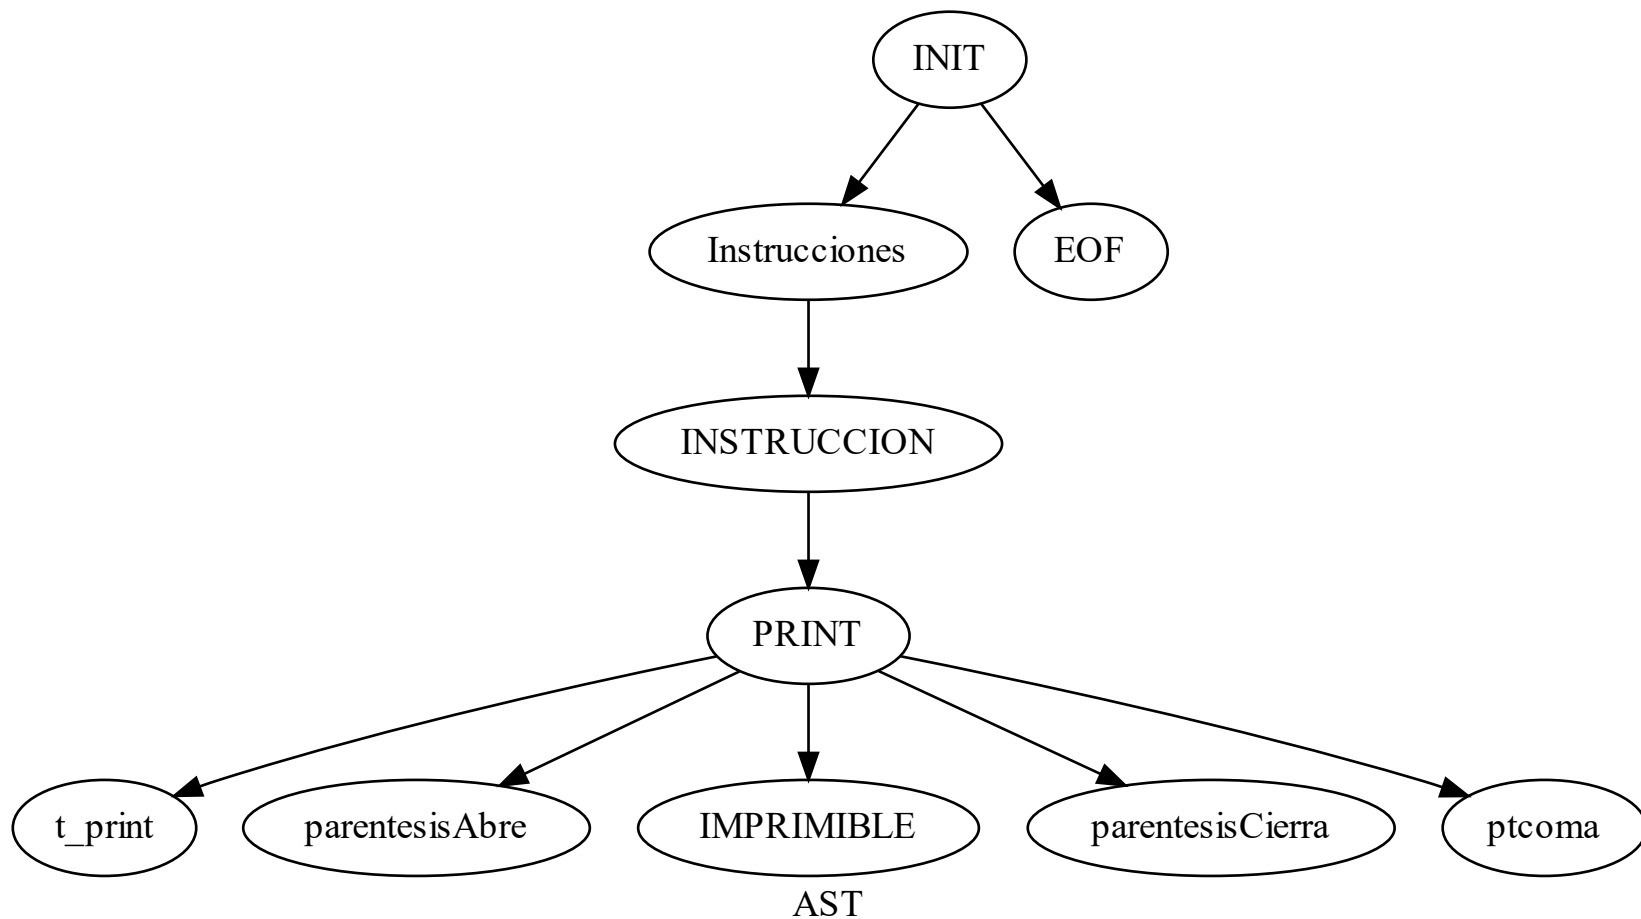 INIT
Instrucciones
EOF
INSTRUCCION
PRINT
t_print
parentesisAbre
IMPRIMIBLE
parentesisCierra
ptcoma
AST